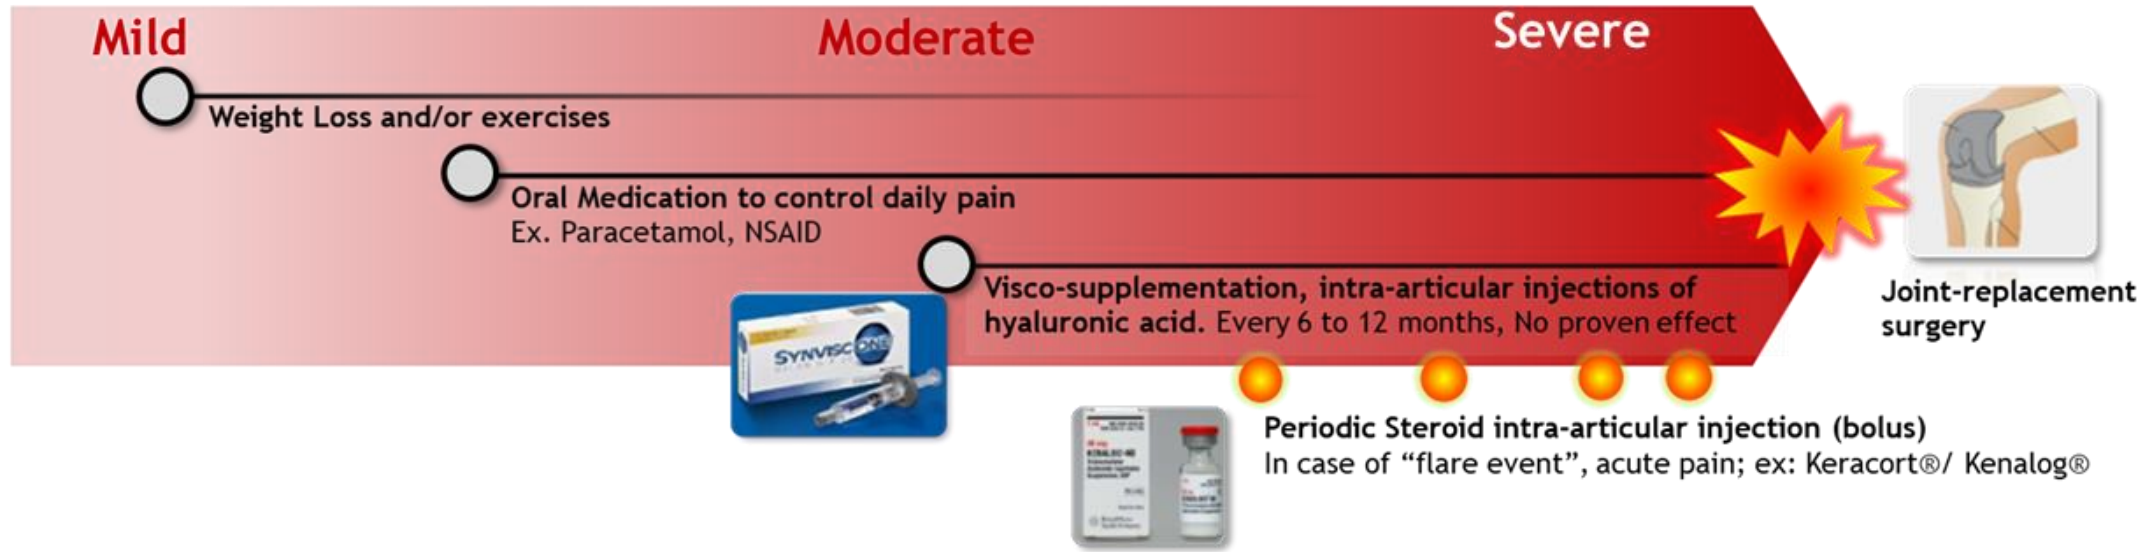 Mild
Moderate
Severe
Weight Loss and/or exercises
Oral Medication to control daily pain
Ex. Paracetamol, NSAID
Visco-supplementation, intra-articular injections of
hyaluronic acid. Every 6 to 12 months, No proven effect
SYNVISC ONE
Joint-replacement
surgery
Periodic Steroid intra-articular injection (bolus)
In case of “flare event”, acute pain; ex: Keracort®/ Kenalog®